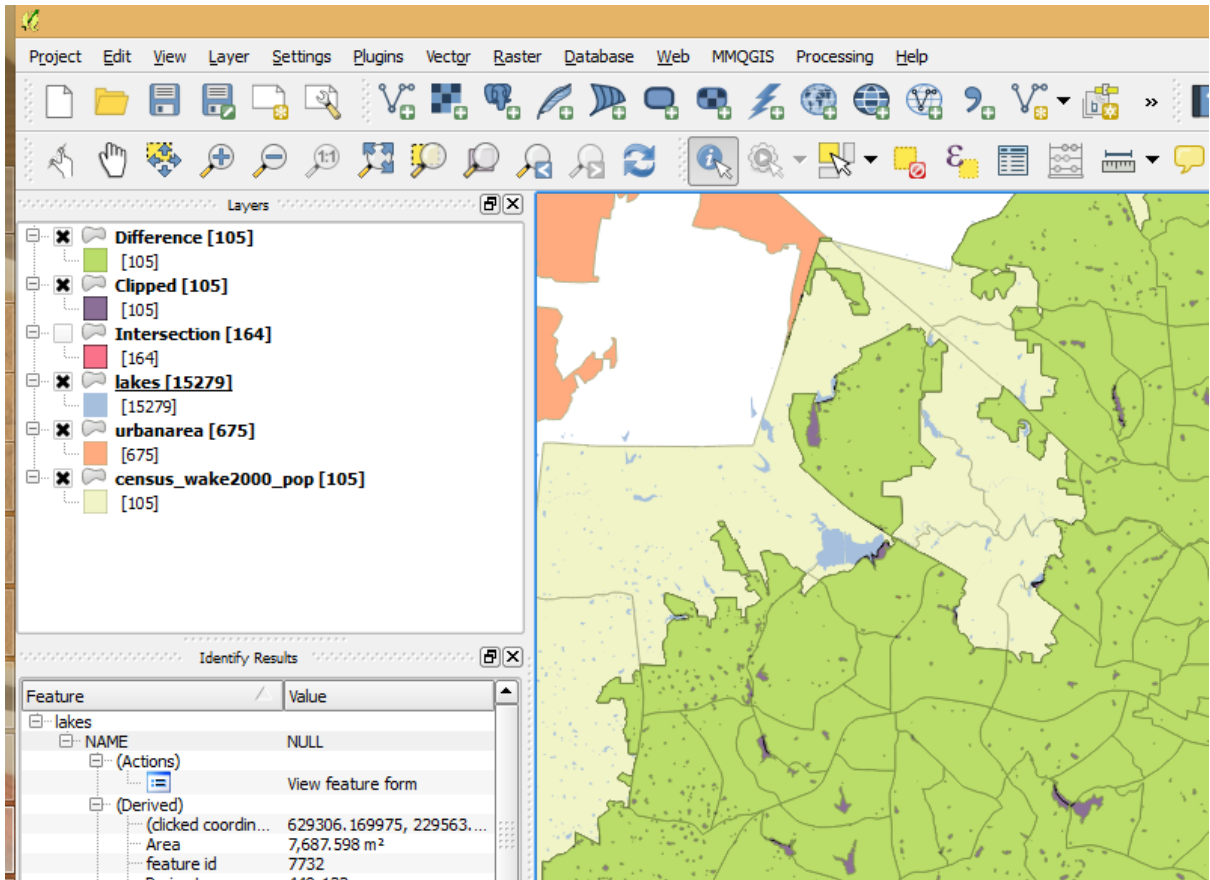 Project Edit View Layer Settings Plugins Vector Raster Database Web MMQGIS Processing Help
1:1
Layers
Difference [105]
[105]
Clipped [105]
[105]
Intersection [164]
[164]
lakes [15279]
[15279]
urbanarea [675]
[675]
census_wake2000_pop [105]
[105]
Identify Results
Feature Value
lakes
NAME NULL
(Actions)
View feature form
(Derived)
(clicked coordin... 629306.169975, 229563....
Area 7,687.598 m²
feature id 7732